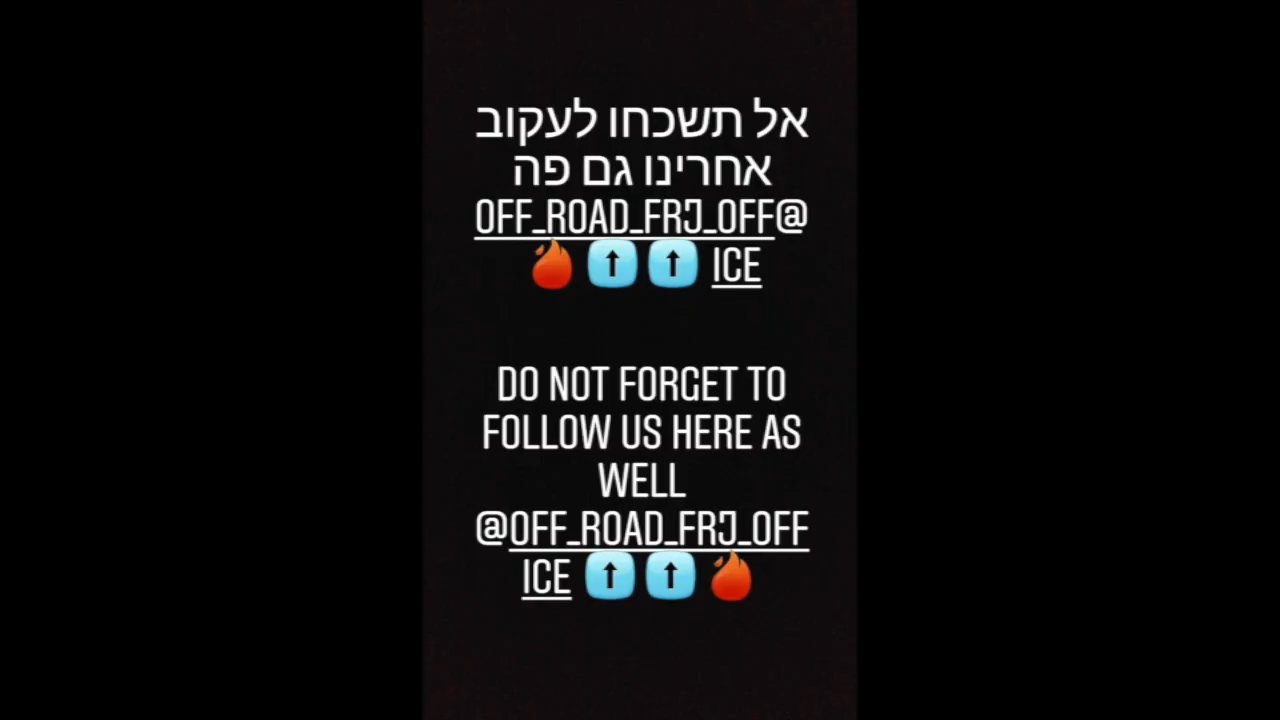 אל תשכחו לעקוב
אחרינו גם פה
@OFF_ROAD_FRJ_OFF
ICE ⬆️ ⬆️ 🔥
DO NOT FORGET TO
FOLLOW US HERE AS
WELL
@OFF_ROAD_FRJ_OFF
ICE ⬆️ ⬆️ 🔥